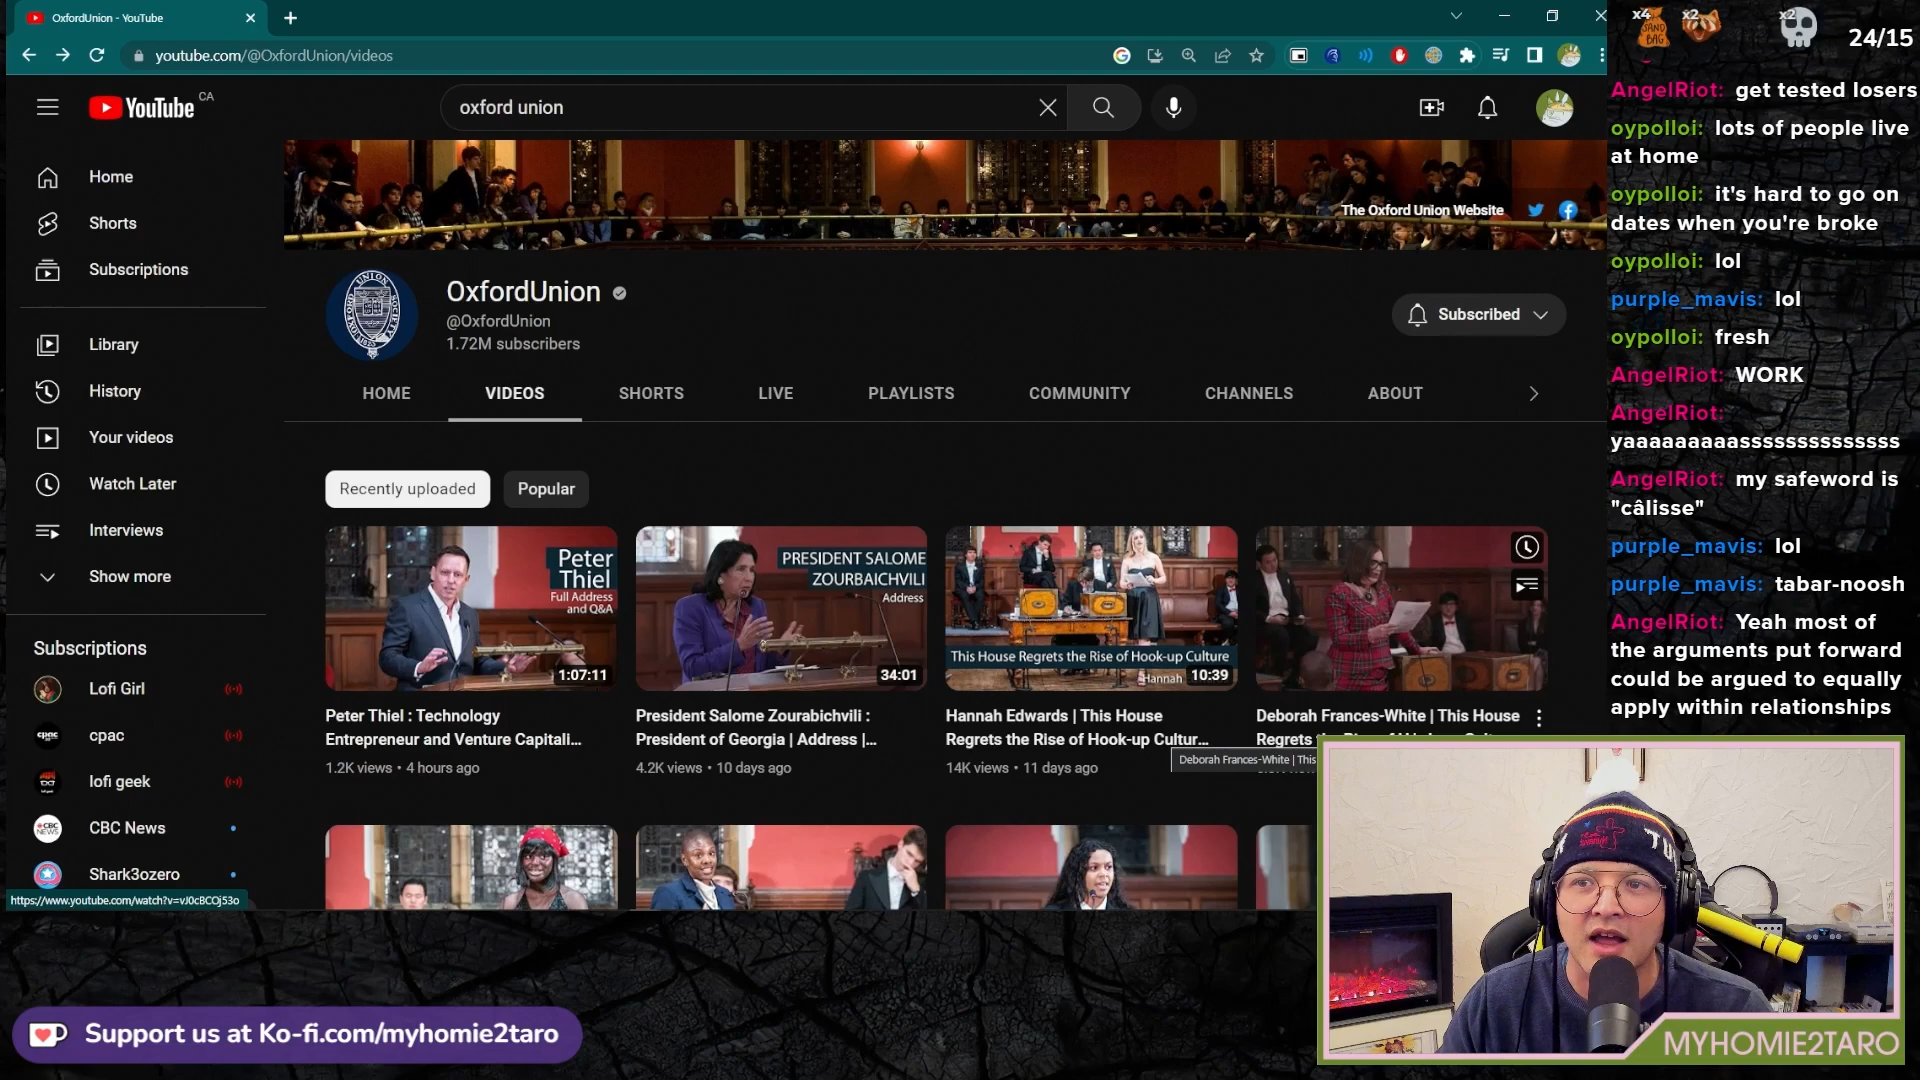 OxfordUnion - YouTube
youtube.com/@OxfordUnion/videos
YouTube CA
oxford union
Home
Shorts
Subscriptions
Library
History
Your videos
Watch Later
Interviews
Show more
Subscriptions
Lofi Girl
cpac
lofi geek
CBC News
Shark3ozero
https://www.youtube.com/watch?v=vJ0cBCOj53o
The Oxford Union Website
OxfordUnion
@OxfordUnion
1.72M subscribers
Subscribed
HOME
VIDEOS
SHORTS
LIVE
PLAYLISTS
COMMUNITY
CHANNELS
ABOUT
Recently uploaded
Popular
Peter
Thiel
Full Address
and Q&A
1:07:11
Peter Thiel : Technology
Entrepreneur and Venture Capitali...
1.2K views • 4 hours ago
PRESIDENT SALOME
ZOURBAICHVILI
Address
34:01
President Salome Zourabichvili :
President of Georgia | Address |...
4.2K views • 10 days ago
This House Regrets the Rise of Hook-up Culture
Hannah
10:39
Hannah Edwards | This House
Regrets the Rise of Hook-up Cultur...
14K views • 11 days ago
Deborah Frances-White | This House
Regrets
Deborah Frances-White | This
x4
SAND
BAG
x2
x2
24/15
AngelRiot: get tested losers
oypolloi: lots of people live
at home
oypolloi: it's hard to go on
dates when you're broke
oypolloi: lol
purple_mavis: lol
oypolloi: fresh
AngelRiot: WORK
AngelRiot:
yaaaaaaaaassssssssssssss
AngelRiot: my safeword is
"câlisse"
purple_mavis: lol
purple_mavis: tabar-noosh
AngelRiot: Yeah most of
the arguments put forward
could be argued to equally
apply within relationships
MYHOMIE2TARO
Support us at Ko-fi.com/myhomie2taro